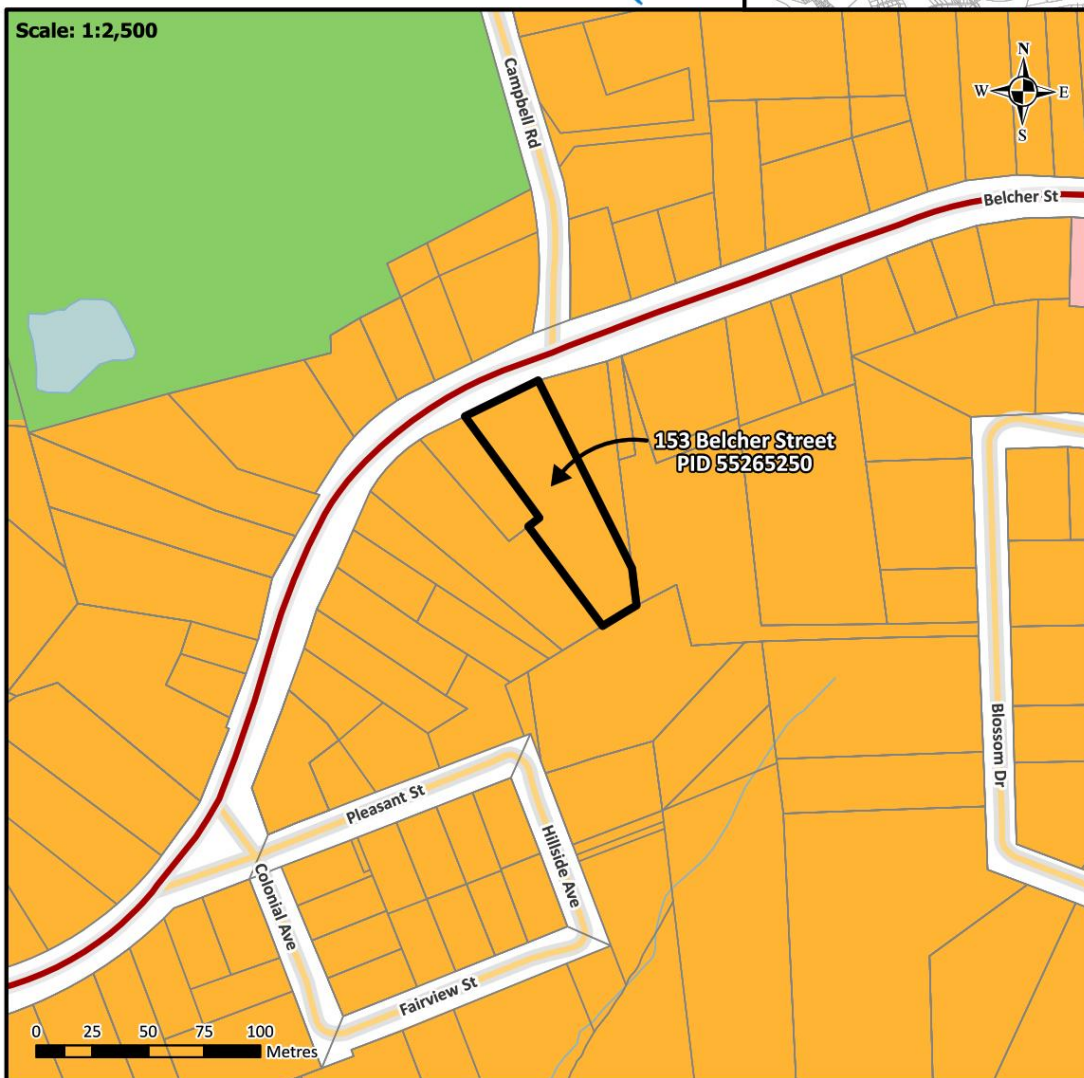 Scale: 1:2,500
N
W
E
S
Campbell Rd
Belcher St
153 Belcher Street
PID 55265250
Blossom Dr
Pleasant St
Hillside Ave
Colonial Ave
Fairview St
0 25 50 75 100
Metres